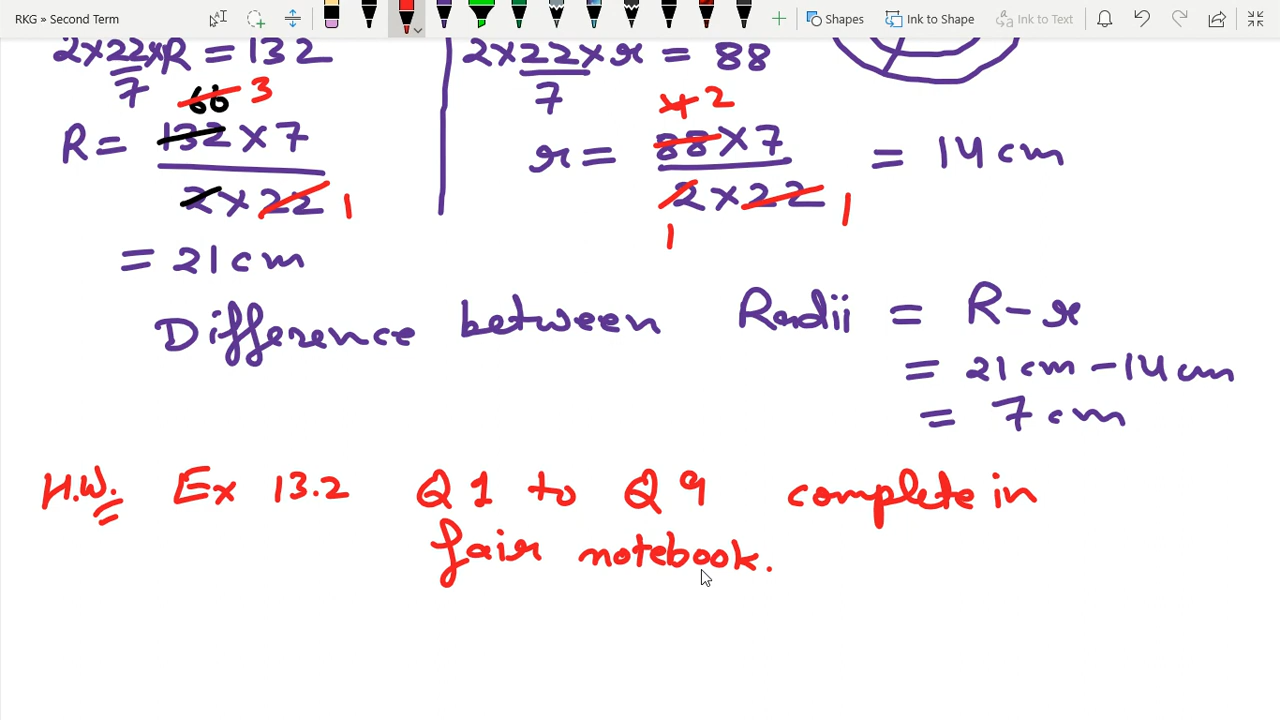 RKG » Second Term
Shapes
Ink to Shape
Ink to Text
2×22×R = 132
7
66 3
R = 132 × 7
2 × 22 1
= 21 cm
2×22×r = 88
7
4 2
r = 88 × 7 = 14 cm
2 × 22 1
1
Difference between Radii = R - r
= 21 cm - 14 cm
= 7 cm
H.W. Ex 13.2 Q 1 to Q 9 complete in
fair notebook.